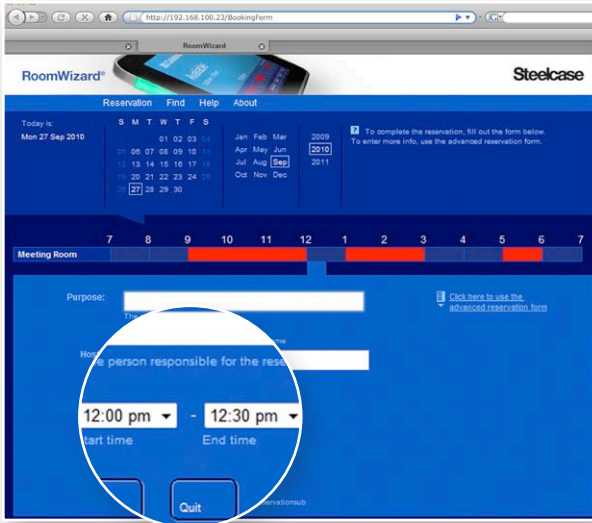 http://192.168.100.23/BookingForm
RoomWizard
RoomWizard®
Steelcase
Reservation Find Help About
Today is:
Mon 27 Sep 2010
S M T W T F S
01 02 03 04
05 06 07 08 09 10 11
12 13 14 15 16 17 18
19 20 21 22 23 24 25
26 27 28 29 30
Jan Feb Mar
Apr May Jun
Jul Aug Sep
Oct Nov Dec
2009
2010
2011
? To complete the reservation, fill out the form below.
To enter more info, use the advanced reservation form.
7 8 9 10 11 12 1 2 3 4 5 6 7
Meeting Room
Purpose:
Click here to use the
advanced reservation form
The
me
Hos
e person responsible for the rese
12:00 pm - 12:30 pm
tart time End time
Quit
ervationsub